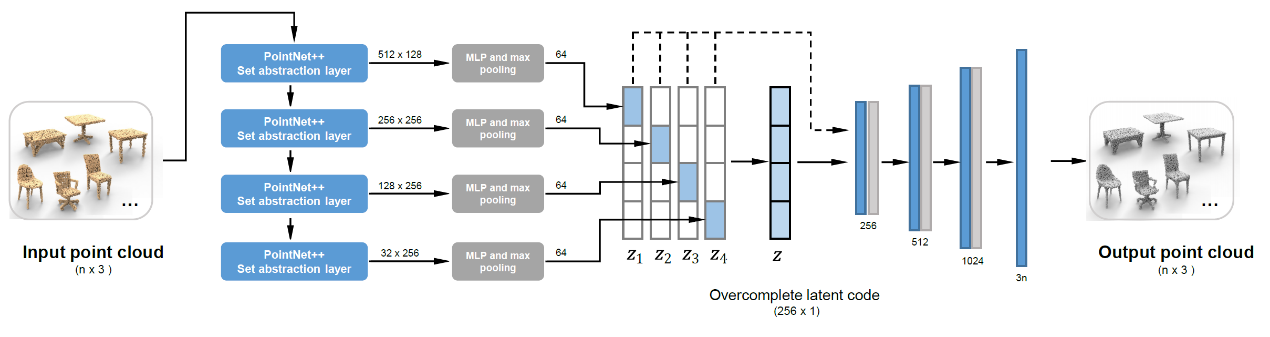 PointNet++
Set abstraction layer
512 x 128
MLP and max
pooling
64
PointNet++
Set abstraction layer
256 x 256
MLP and max
pooling
64
PointNet++
Set abstraction layer
128 x 256
MLP and max
pooling
64
PointNet++
Set abstraction layer
32 x 256
MLP and max
pooling
64
...
Input point cloud
(n x 3 )
z1 z2 z3 z4 z
Overcomplete latent code
(256 x 1)
256
512
1024
3n
...
Output point cloud
(n x 3 )